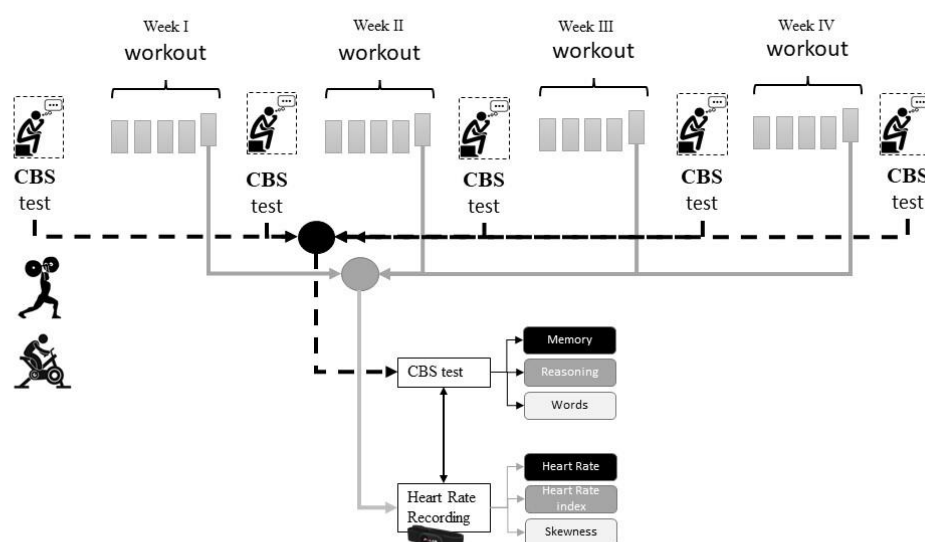 Week I
workout
Week II
workout
Week III
workout
Week IV
workout
CBS
test
CBS
test
CBS
test
CBS
test
CBS
test
CBS test
Memory
Reasoning
Words
Heart Rate
Recording
Heart Rate
Heart Rate
index
Skewness